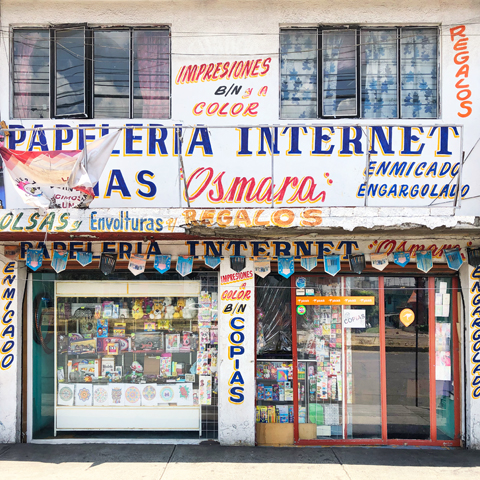 IMPRESIONES
B/N y A
COLOR
REGALOS
PAPELERIA INTERNET
IAS Osmara
ENMICADO
ENGARGOLADO
OLSAS y Envolturas REGALOS
PAPELERIA INTERNET Osmara
ENMICADO
IMPRESIONES
COLOR
B/N
COPIAS
COPIAS
ENGARGOLADO